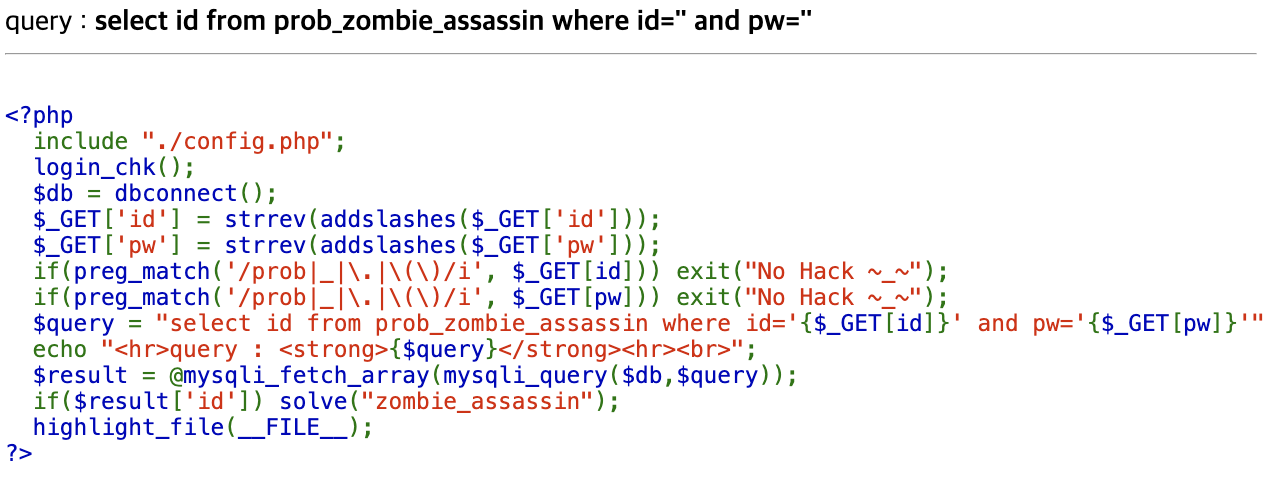 query : select id from prob_zombie_assassin where id='' and pw=''
<?php
  include "./config.php";
  login_chk();
  $db = dbconnect();
  $_GET['id'] = strrev(addslashes($_GET['id']));
  $_GET['pw'] = strrev(addslashes($_GET['pw']));
  if(preg_match('/prob|_|\.|\(\)/i', $_GET[id])) exit("No Hack ~_~");
  if(preg_match('/prob|_|\.|\(\)/i', $_GET[pw])) exit("No Hack ~_~");
  $query = "select id from prob_zombie_assassin where id='{$_GET[id]}' and pw='{$_GET[pw]}'"
  echo "<hr>query : <strong>{$query}</strong><hr><br>";
  $result = @mysqli_fetch_array(mysqli_query($db,$query));
  if($result['id']) solve("zombie_assassin");
  highlight_file(__FILE__);
?>